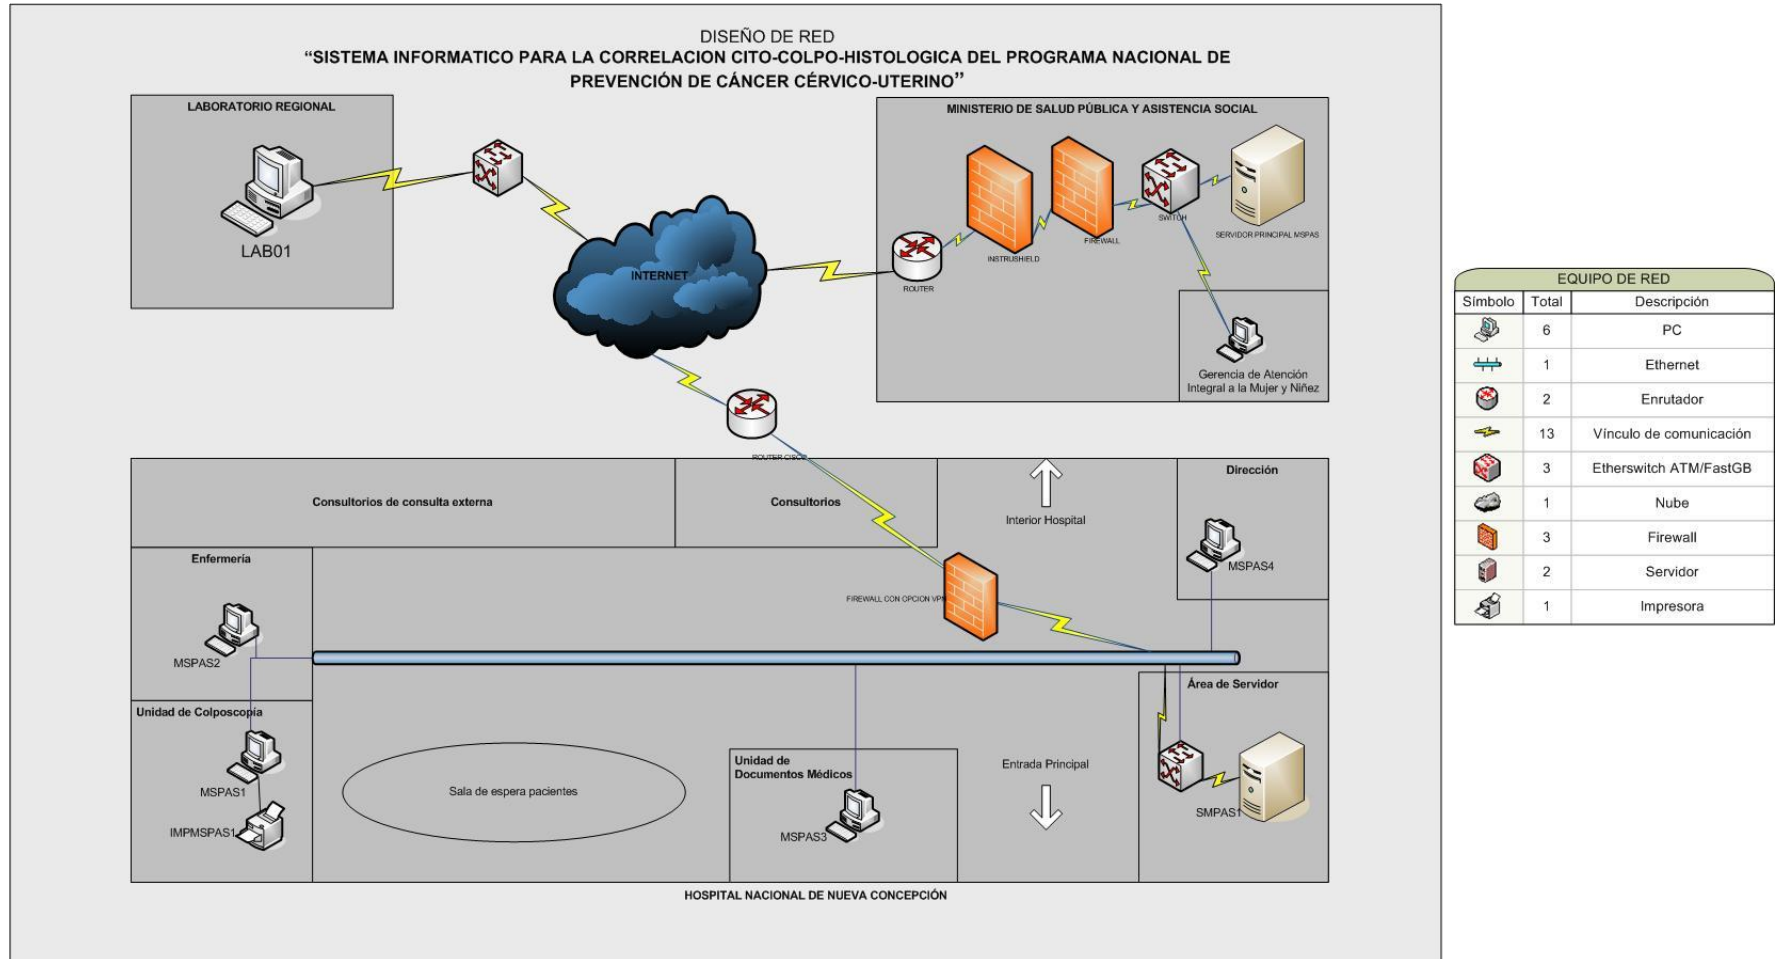 DISEÑO DE RED
“SISTEMA INFORMATICO PARA LA CORRELACION CITO-COLPO-HISTOLOGICA DEL PROGRAMA NACIONAL DE
PREVENCIÓN DE CÁNCER CÉRVICO-UTERINO”
LABORATORIO REGIONAL
LAB01
INTERNET
MINISTERIO DE SALUD PÚBLICA Y ASISTENCIA SOCIAL
ROUTER
INSTRUSHIELD
FIREWALL
SWITCH
SERVIDOR PRINCIPAL MSPAS
Gerencia de Atención
Integral a la Mujer y Niñez
ROUTER CISCO
Consultorios de consulta externa
Consultorios
Interior Hospital
Dirección
MSPAS4
Enfermería
MSPAS2
FIREWALL CON OPCION VPN
Unidad de Colposcopía
MSPAS1
IMPMSPAS1
Sala de espera pacientes
Unidad de
Documentos Médicos
MSPAS3
Entrada Principal
Área de Servidor
SMPAS1
HOSPITAL NACIONAL DE NUEVA CONCEPCIÓN
EQUIPO DE RED
Símbolo Total Descripción
6 PC
1 Ethernet
2 Enrutador
13 Vínculo de comunicación
3 Etherswitch ATM/FastGB
1 Nube
3 Firewall
2 Servidor
1 Impresora